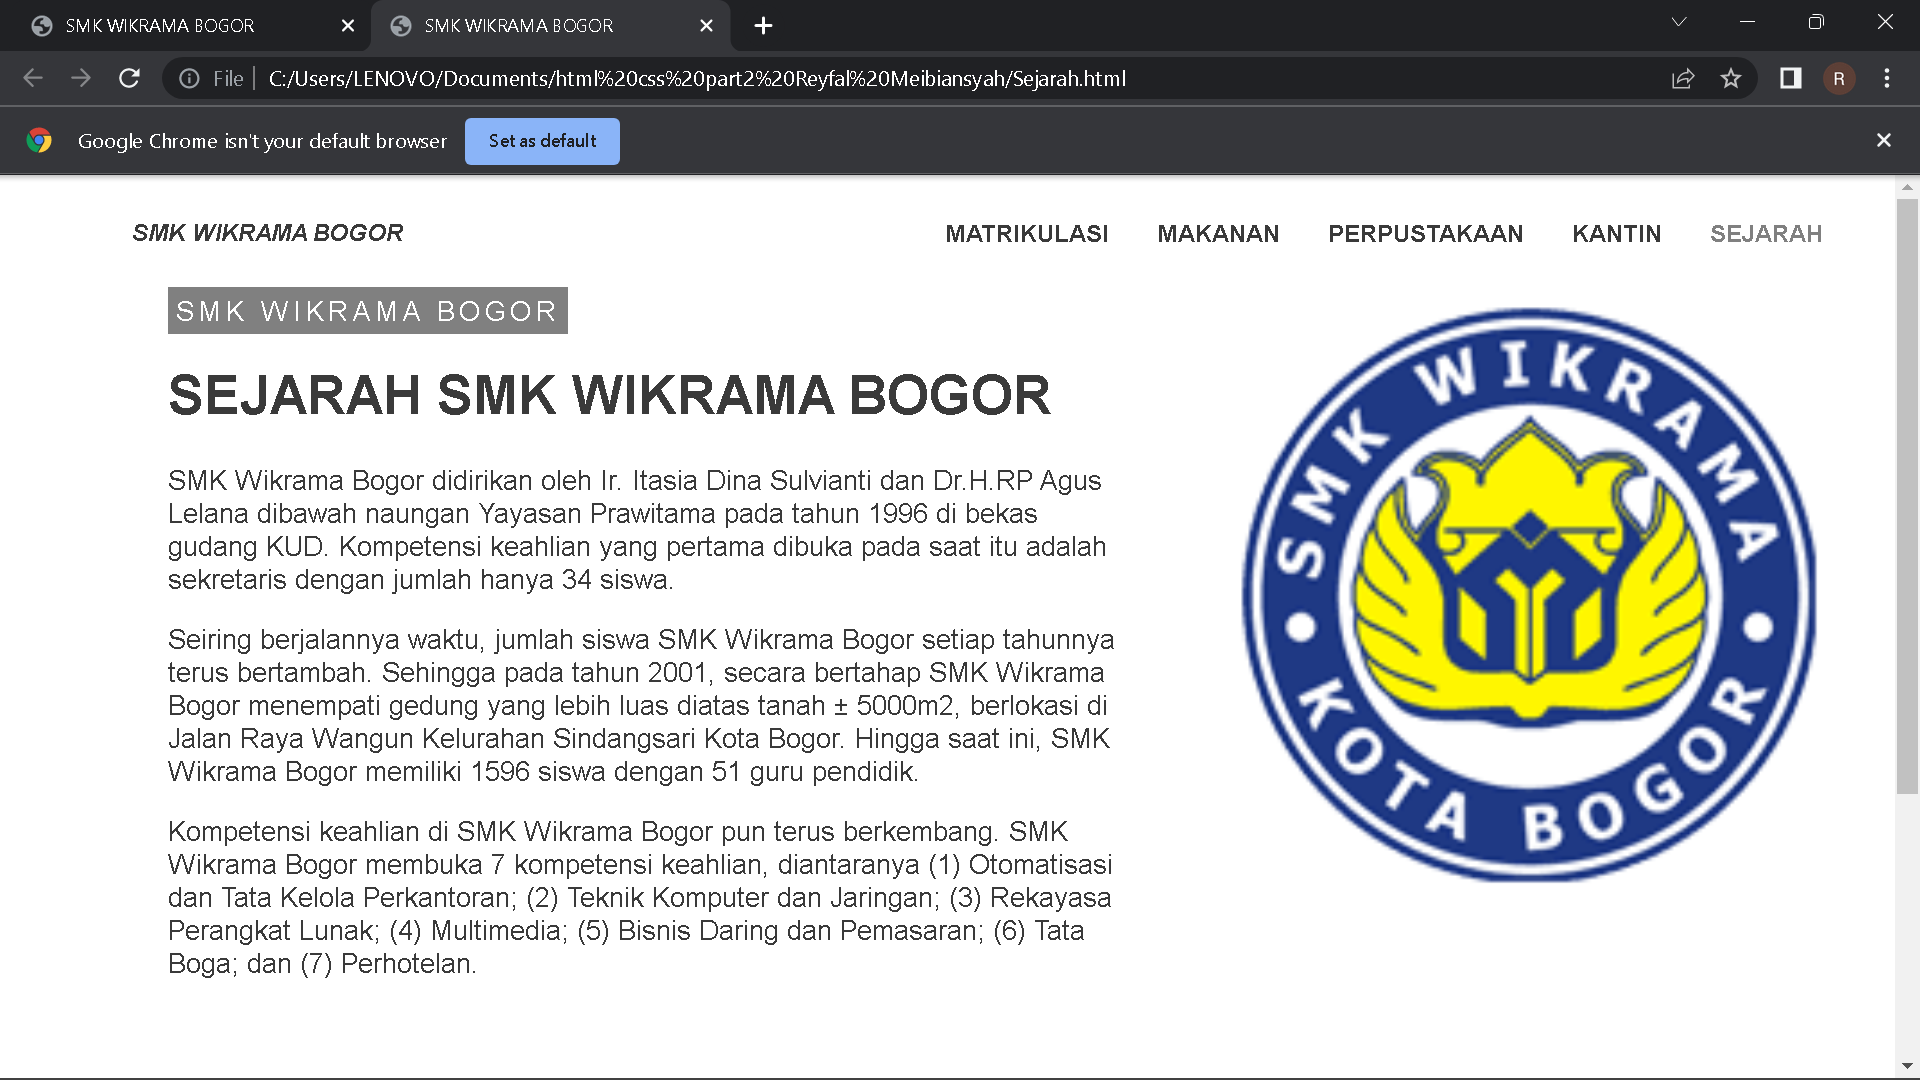 SMK WIKRAMA BOGOR
SMK WIKRAMA BOGOR
File
C:/Users/LENOVO/Documents/html%20css%20part2%20Reyfal%20Meibiansyah/Sejarah.html
R
Google Chrome isn't your default browser
Set as default
SMK WIKRAMA BOGOR
MATRIKULASI
MAKANAN
PERPUSTAKAAN
KANTIN
SEJARAH
SMK WIKRAMA BOGOR
SEJARAH SMK WIKRAMA BOGOR
SMK Wikrama Bogor didirikan oleh Ir. Itasia Dina Sulvianti dan Dr.H.RP Agus
Lelana dibawah naungan Yayasan Prawitama pada tahun 1996 di bekas
gudang KUD. Kompetensi keahlian yang pertama dibuka pada saat itu adalah
sekretaris dengan jumlah hanya 34 siswa.
Seiring berjalannya waktu, jumlah siswa SMK Wikrama Bogor setiap tahunnya
terus bertambah. Sehingga pada tahun 2001, secara bertahap SMK Wikrama
Bogor menempati gedung yang lebih luas diatas tanah ± 5000m2, berlokasi di
Jalan Raya Wangun Kelurahan Sindangsari Kota Bogor. Hingga saat ini, SMK
Wikrama Bogor memiliki 1596 siswa dengan 51 guru pendidik.
Kompetensi keahlian di SMK Wikrama Bogor pun terus berkembang. SMK
Wikrama Bogor membuka 7 kompetensi keahlian, diantaranya (1) Otomatisasi
dan Tata Kelola Perkantoran; (2) Teknik Komputer dan Jaringan; (3) Rekayasa
Perangkat Lunak; (4) Multimedia; (5) Bisnis Daring dan Pemasaran; (6) Tata
Boga; dan (7) Perhotelan.
SMK WIKRAMA
KOTA BOGOR